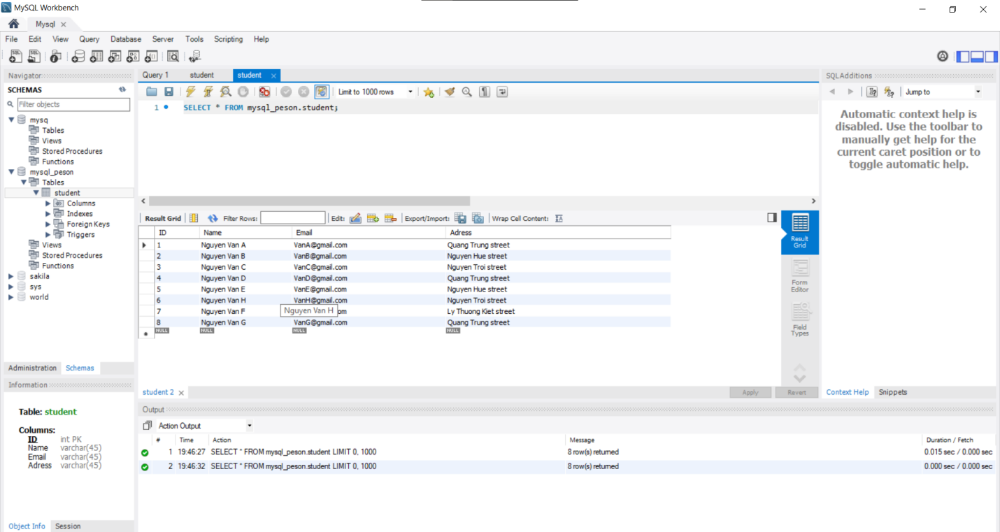 MySQL Workbench
Mysql
File Edit View Query Database Server Tools Scripting Help
Navigator
SCHEMAS
Filter objects
mysq
Tables
Views
Stored Procedures
Functions
mysql_peson
Tables
student
Columns
Indexes
Foreign Keys
Triggers
Views
Stored Procedures
Functions
sakila
sys
world
Administration Schemas
Information
Table: student
Columns:
ID int PK
Name varchar(45)
Email varchar(45)
Adress varchar(45)
Object Info Session
Query 1 student student
Limit to 1000 rows
1 SELECT * FROM mysql_peson.student;
Result Grid Filter Rows: Edit: Export/Import: Wrap Cell Content:
ID Name Email Adress
1 Nguyen Van A VanA@gmail.com Quang Trung street
2 Nguyen Van B VanB@gmail.com Nguyen Hue street
3 Nguyen Van C VanC@gmail.com Nguyen Troi street
4 Nguyen Van D VanD@gmail.com Quang Trung street
5 Nguyen Van E VanE@gmail.com Nguyen Hue street
6 Nguyen Van H VanH@gmail.com Nguyen Troi street
7 Nguyen Van F Nguyen Van H om Ly Thuong Kiet street
8 Nguyen Van G VanG@gmail.com Quang Trung street
NULL NULL NULL NULL
Result
Grid
Form
Editor
Field
Types
student 2 Apply Revert
SQLAdditions
Jump to
Automatic context help is
disabled. Use the toolbar to
manually get help for the
current caret position or to
toggle automatic help.
Context Help Snippets
Output
Action Output
# Time Action Message Duration / Fetch
1 19:46:27 SELECT * FROM mysql_peson.student LIMIT 0, 1000 8 row(s) returned 0.015 sec / 0.000 sec
2 19:46:32 SELECT * FROM mysql_peson.student LIMIT 0, 1000 8 row(s) returned 0.000 sec / 0.000 sec